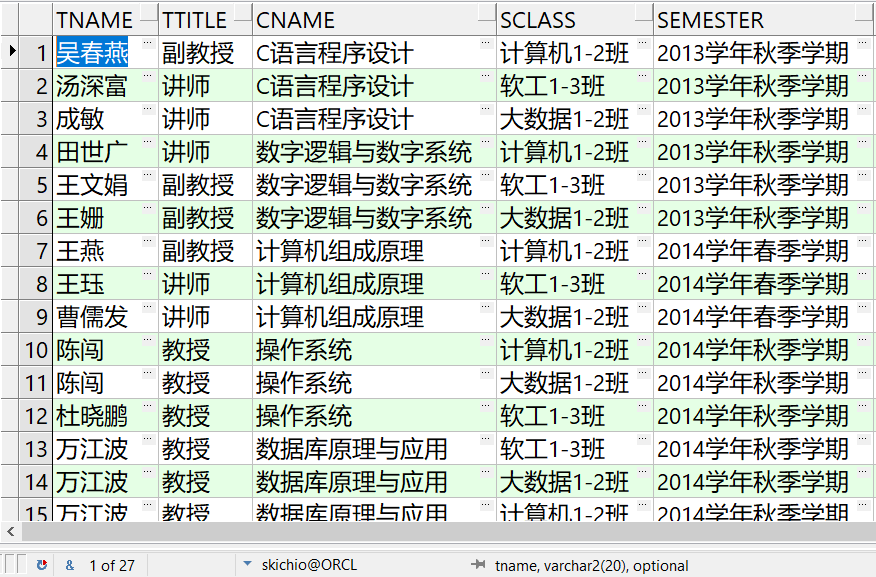 TNAME TTITLE CNAME SCLASS SEMESTER
1 吴春燕 副教授 C语言程序设计 计算机1-2班 2013学年秋季学期
2 汤深富 讲师 C语言程序设计 软工1-3班 2013学年秋季学期
3 成敏 讲师 C语言程序设计 大数据1-2班 2013学年秋季学期
4 田世广 讲师 数字逻辑与数字系统 计算机1-2班 2013学年秋季学期
5 王文娟 副教授 数字逻辑与数字系统 软工1-3班 2013学年秋季学期
6 王姗 副教授 数字逻辑与数字系统 大数据1-2班 2013学年秋季学期
7 王燕 副教授 计算机组成原理 计算机1-2班 2014学年春季学期
8 王珏 讲师 计算机组成原理 软工1-3班 2014学年春季学期
9 曹儒发 讲师 计算机组成原理 大数据1-2班 2014学年春季学期
10 陈闯 教授 操作系统 计算机1-2班 2014学年秋季学期
11 陈闯 教授 操作系统 大数据1-2班 2014学年秋季学期
12 杜晓鹏 教授 操作系统 软工1-3班 2014学年秋季学期
13 万江波 教授 数据库原理与应用 软工1-3班 2014学年秋季学期
14 万江波 教授 数据库原理与应用 大数据1-2班 2014学年秋季学期
15 万江波 教授 数据库原理与应用 计算机1-2班 2014学年秋季学期
& 1 of 27 skichio@ORCL tname, varchar2(20), optional